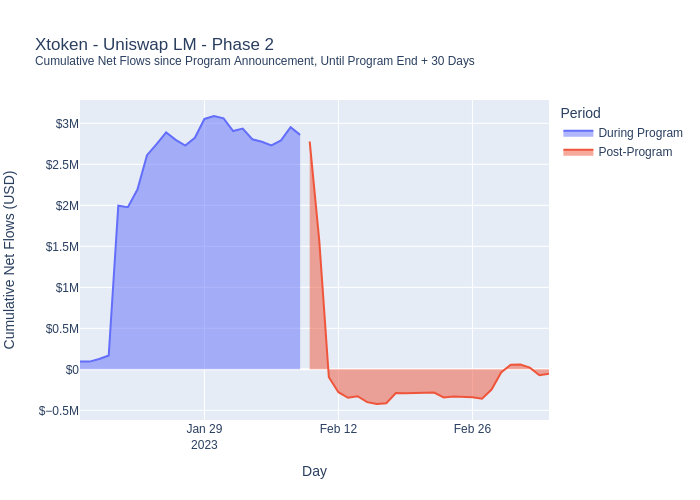 Xtoken - Uniswap LM - Phase 2
Cumulative Net Flows since Program Announcement, Until Program End + 30 Days
Period
During Program
Post-Program
Cumulative Net Flows (USD)
$3M
$2.5M
$2M
$1.5M
$1M
$0.5M
$0
$−0.5M
Jan 29
2023
Feb 12
Feb 26
Day